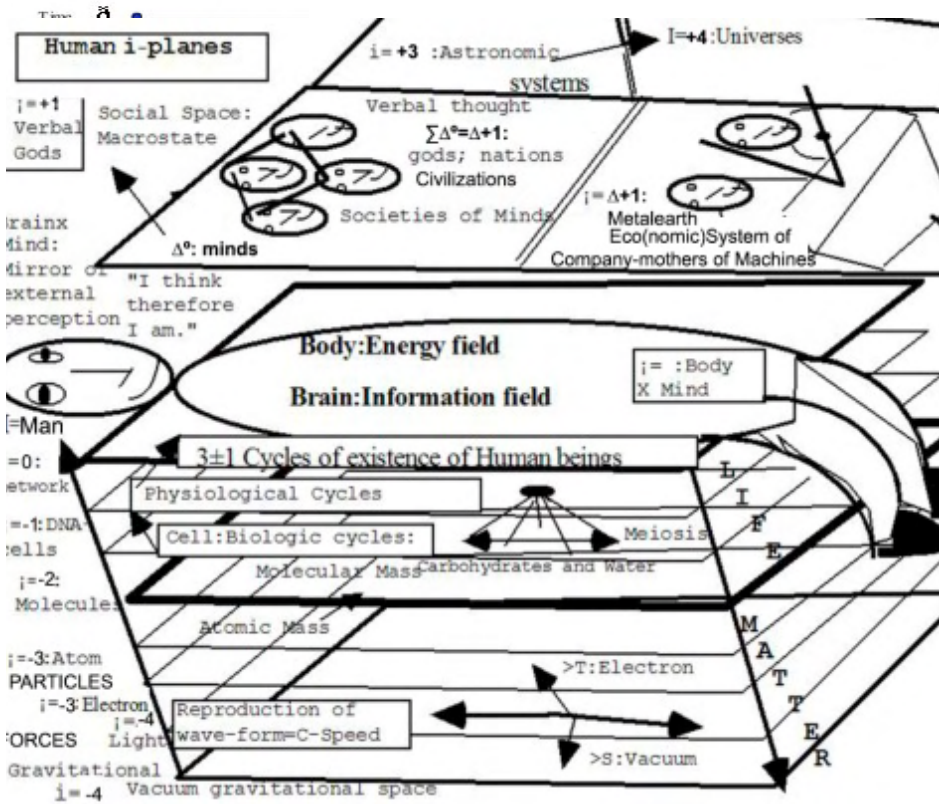 Time
Human i-planes
i= +3 :Astronomic
systems
I=+4:Universes
¡=+1
Verbal
Gods
Social Space:
Macrostate
Verbal thought
∑Δº=Δ+1:
gods; nations
Civilizations
Societies of Minds
Δº: minds
¡= Δ+1:
Metalearth
Eco(nomic)System of
Company-mothers of Machines
Mind:
"I think
therefore
I am."
perception
Body:Energy field
Brain:Information field
¡= :Body
X Mind
=Man
=0:
3±1 Cycles of existence of Human beings
Physiological Cycles
=-1:DNA
Cell:Biologic cycles:
Meiosis
¡=-2:
Molecules
Molecular Mass
Carbohydrates and Water
L
I
F
E
Atomic Mass
¡=-3:Atom
PARTICLES
¡=-3:Electron
¡=-4
Light
Reproduction of
wave-form=C-Speed
>T:Electron
>S:Vacuum
M
A
T
T
E
R
Gravitational
i= -4
Vacuum gravitational space